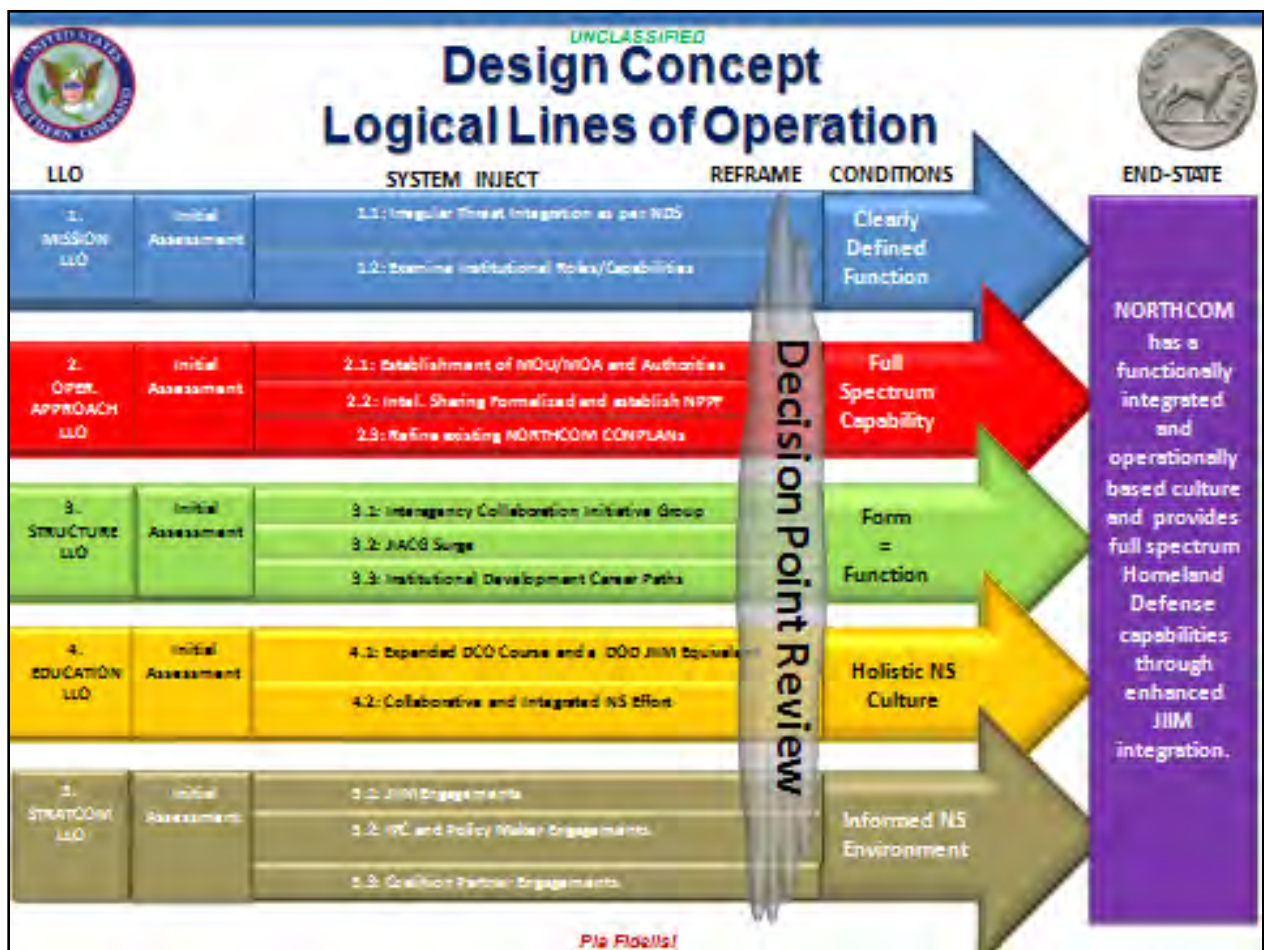 UNCLASSIFIED
Design Concept
Logical Lines of Operation
UNITED STATES
NORTHERN COMMAND
LLO
SYSTEM INJECT
REFRAME
CONDITIONS
END-STATE
1.
MISSION
LLO
Initial
Assessment
1.1: Irregular Threat Integration as per NDS
1.2: Examine Institutional Roles/Capabilities
Clearly
Defined
Function
2.
OPER.
APPROACH
LLO
Initial
Assessment
2.1: Establishment of MOU/MOA and Authorities
2.2: Intel. Sharing Formalized and establish NPPF
2.3: Refine existing NORTHCOM CONPLANs
Full
Spectrum
Capability
3.
STRUCTURE
LLO
Initial
Assessment
3.1: Interagency Collaboration Initiative Group
3.2: JIACG Surge
3.3: Institutional Development Career Paths
Form
=
Function
4.
EDUCATION
LLO
Initial
Assessment
4.1: Expanded DCO Course and a DOD JIIM Equivalent
4.2: Collaborative and Integrated NS Effort
Holistic NS
Culture
5.
STRATCOM
LLO
Initial
Assessment
5.1: JIIM Engagements
5.2: and Policy Maker Engagements
5.3: Coalition Partner Engagements
Informed NS
Environment
Decision Point Review
NORTHCOM
has a
functionally
integrated
and
operationally
based culture
and provides
full spectrum
Homeland
Defense
capabilities
through
enhanced
JIIM
integration.
Pia Fidelis!